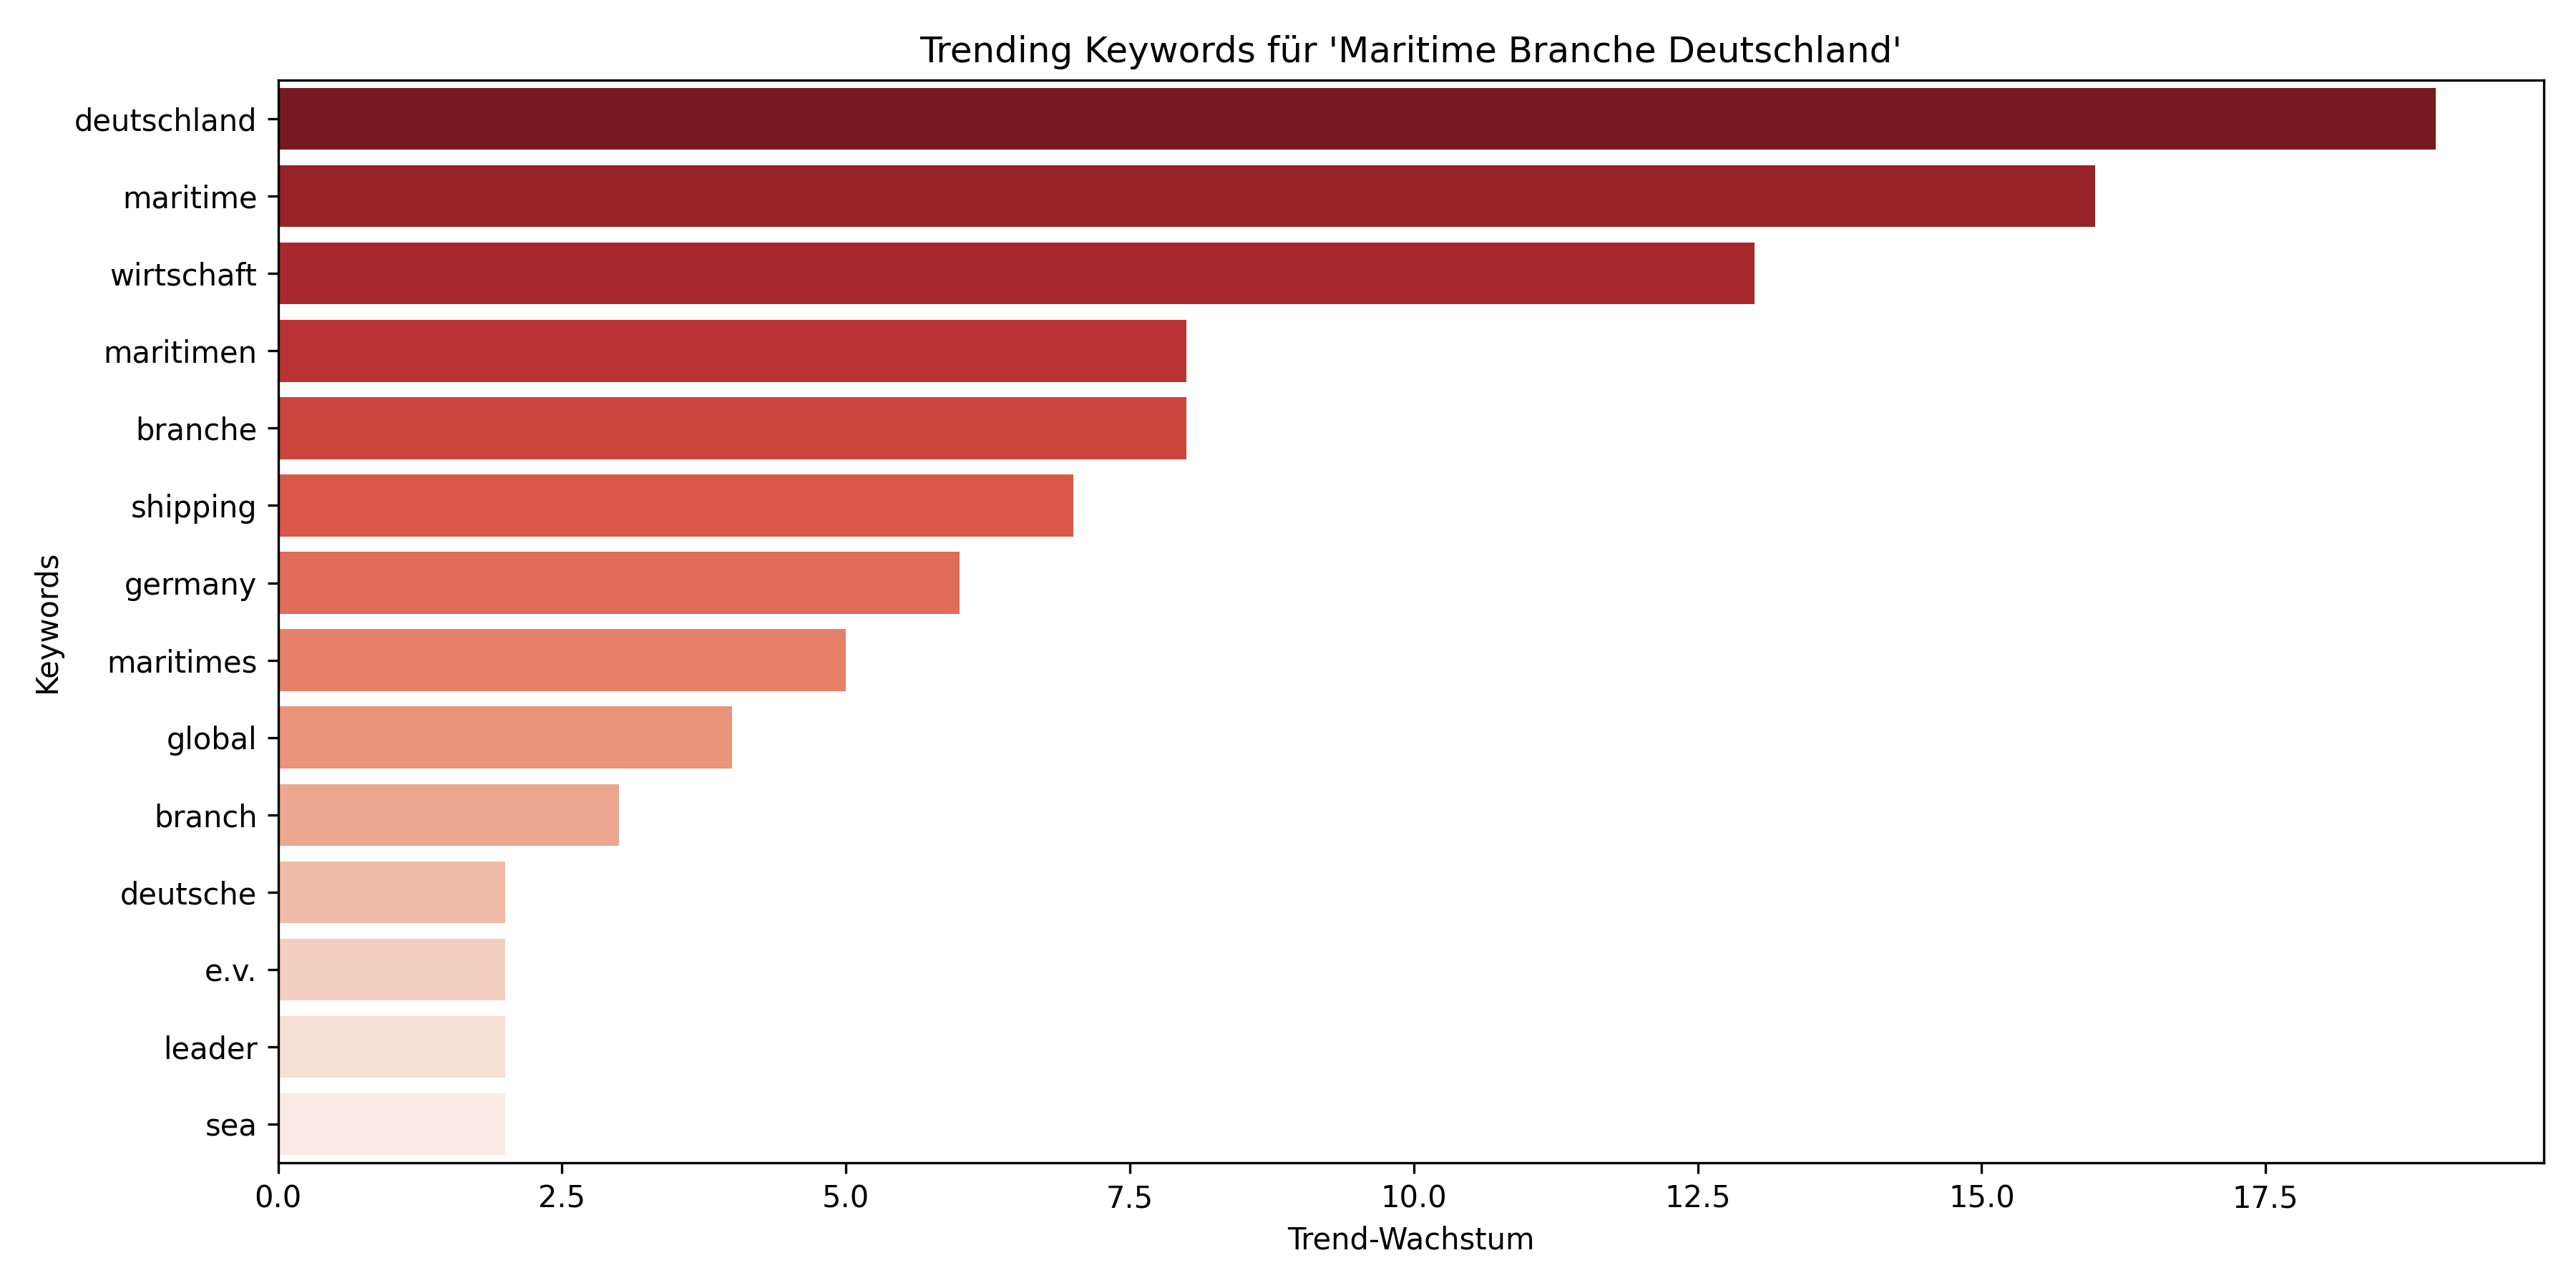 Trending Keywords für 'Maritime Branche Deutschland'
deutschland
maritime
wirtschaft
maritimen
branche
shipping
germany
maritimes
global
branch
deutsche
e.v.
leader
sea
Keywords
0.0 2.5 5.0 7.5 10.0 12.5 15.0 17.5
Trend-Wachstum